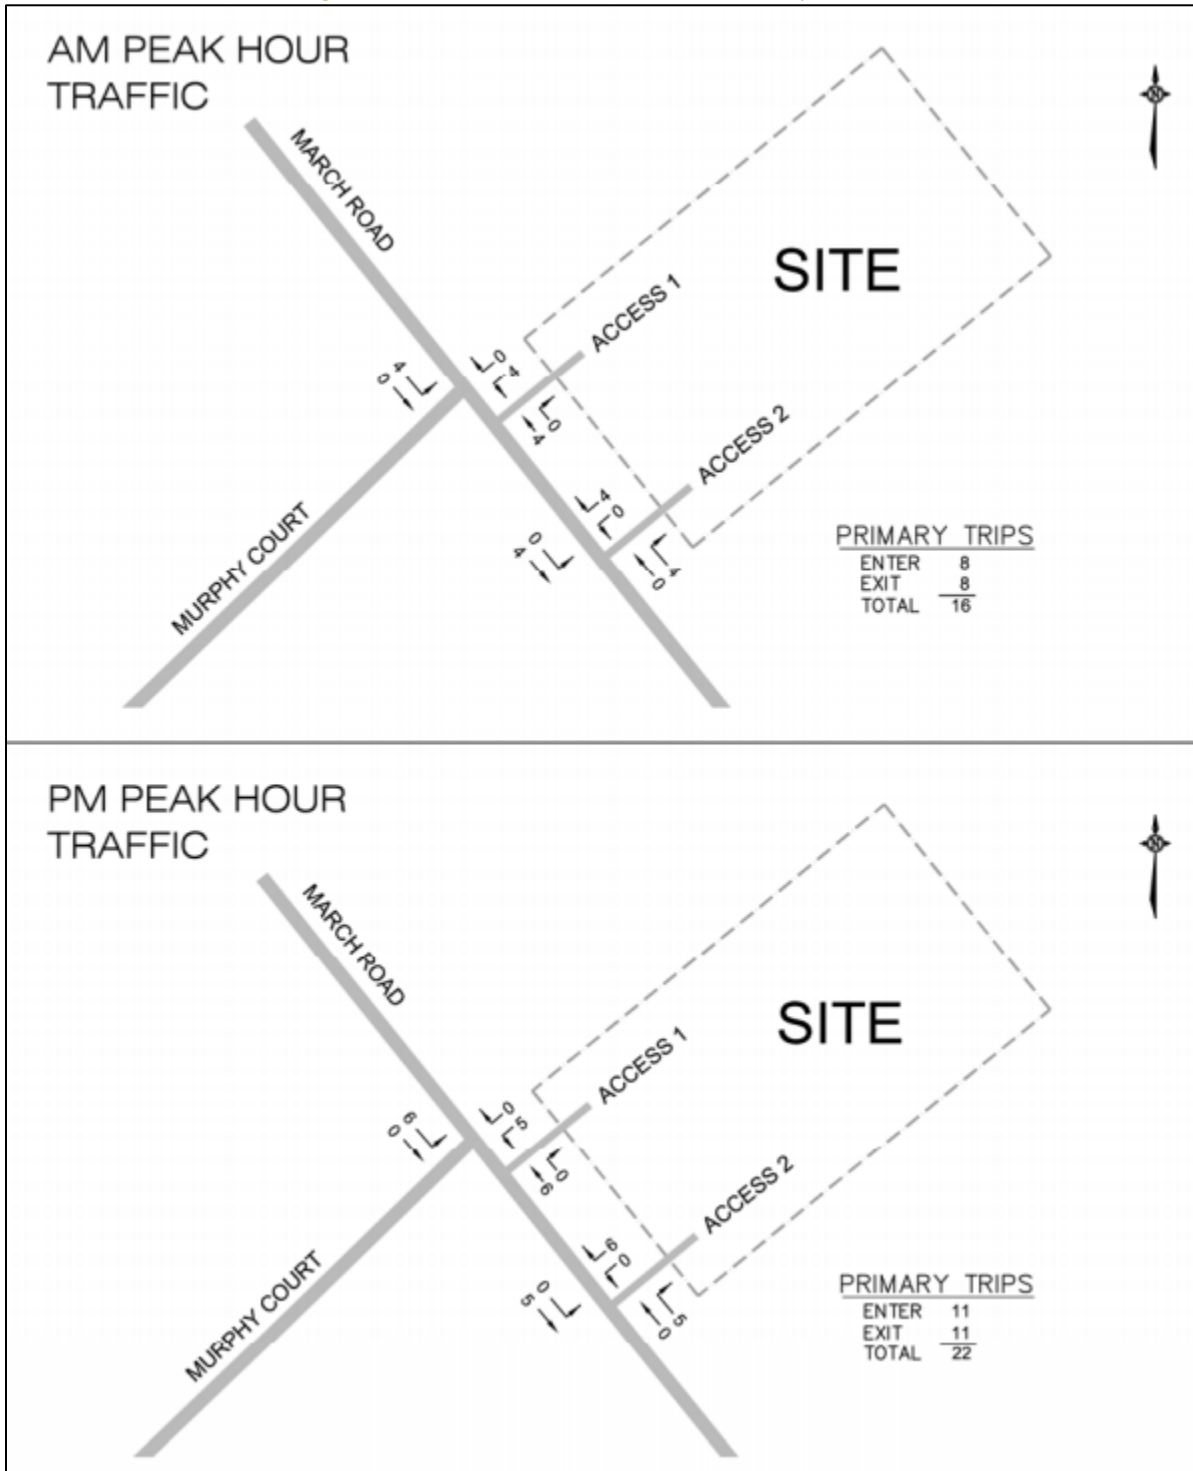 AM PEAK HOUR
TRAFFIC
N
MARCH ROAD
SITE
ACCESS 1
0
4
4
0
0
4
ACCESS 2
4
0
0
4
4
0
MURPHY COURT
PRIMARY TRIPS
ENTER 8
EXIT 8
TOTAL 16
PM PEAK HOUR
TRAFFIC
N
MARCH ROAD
SITE
ACCESS 1
0
5
6
0
0
6
ACCESS 2
6
0
0
5
5
0
MURPHY COURT
PRIMARY TRIPS
ENTER 11
EXIT 11
TOTAL 22